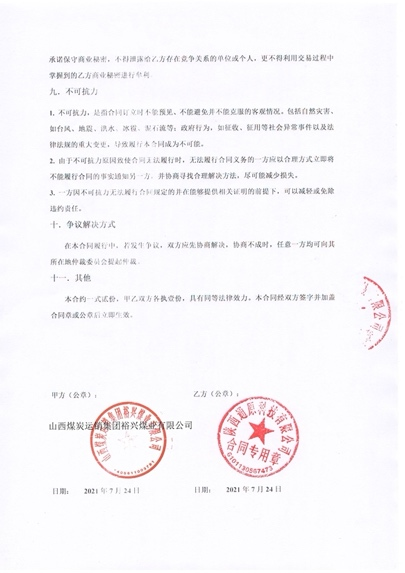 承诺保守商业秘密，不得泄露给乙方存在竞争关系的单位或个人，更不得利用交易过程中
掌握到的乙方商业秘密进行牟利。
九、不可抗力
1. 不可抗力，是指合同订立时不能预见、不能避免并不能克服的客观情况。包括自然灾害、
如台风、地震、洪水、冰雹、泥石流等；政府行为，如征收、征用等社会异常事件以及法
律法规的重大变更，导致履行本合同成为不可能。
2. 由于不可抗力原因致使合同无法履行时，无法履行合同义务的一方应以合理方式立即将
不能履行合同的事实通知另一方，并协商寻找合理解决方法，尽可能减少损失。
3. 一方因不可抗力无法履行合同规定的并在能够提供相关证明的前提下，可以减轻或免除
违约责任。
十、争议解决方式
在本合同履行中，若发生争议，双方应先协商解决，协商不成时，任意一方均可向其
所在地仲裁委员会提起仲裁。
十一、其他
本合约一式贰份，甲乙双方各执壹份，具有同等法律效力。本合同经双方签字并加盖
合同章或公章后立即生效。
限公司
甲方（公章）：
乙方（公章）：
山西煤炭运销集团裕兴煤业有限公司
合同专用章
6101130667473
日期： 2021 年 7 月 24 日
日期： 2021 年 7 月 24 日